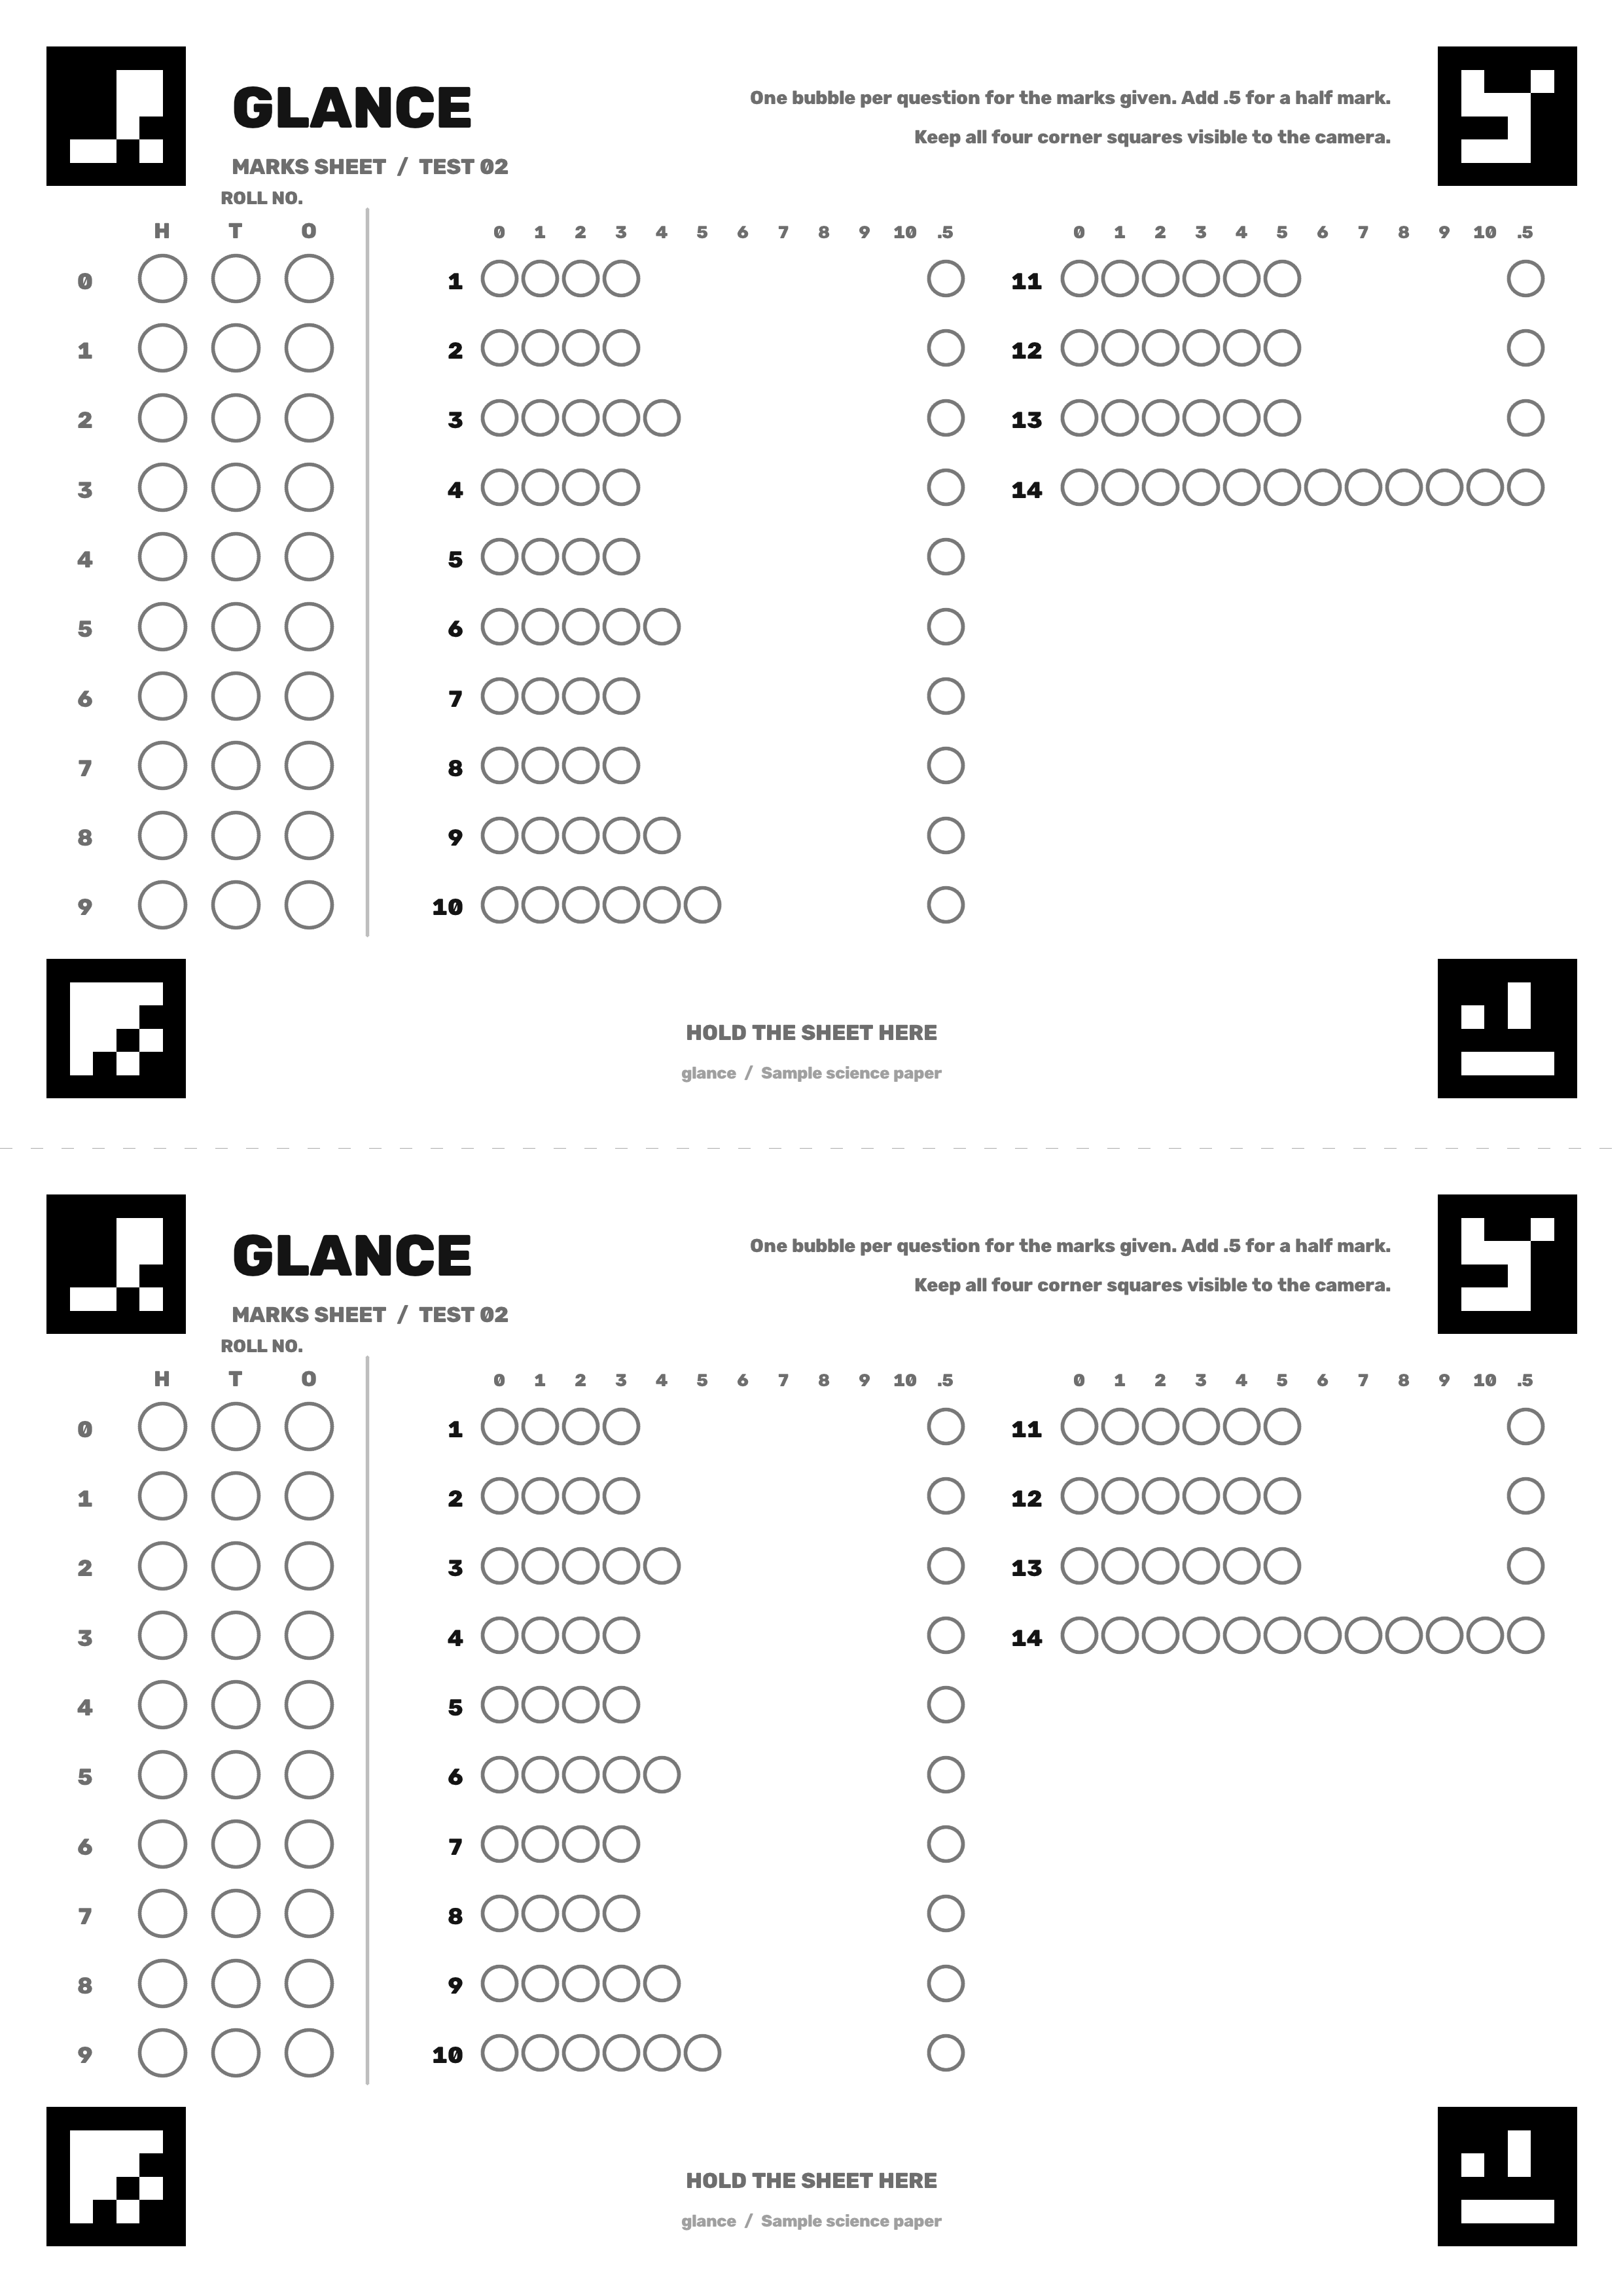 GLANCE
One bubble per question for the marks given. Add .5 for a half mark.
Keep all four corner squares visible to the camera.
MARKS SHEET / TEST 02
ROLL NO.
H T O 0 1 2 3 4 5 6 7 8 9 10 .5 0 1 2 3 4 5 6 7 8 9 10 .5
0 1 11
1 2 12
2 3 13
3 4 14
4 5
5 6
6 7
7 8
8 9
9 10
HOLD THE SHEET HERE
glance / Sample science paper
GLANCE
One bubble per question for the marks given. Add .5 for a half mark.
Keep all four corner squares visible to the camera.
MARKS SHEET / TEST 02
ROLL NO.
H T O 0 1 2 3 4 5 6 7 8 9 10 .5 0 1 2 3 4 5 6 7 8 9 10 .5
0 1 11
1 2 12
2 3 13
3 4 14
4 5
5 6
6 7
7 8
8 9
9 10
HOLD THE SHEET HERE
glance / Sample science paper